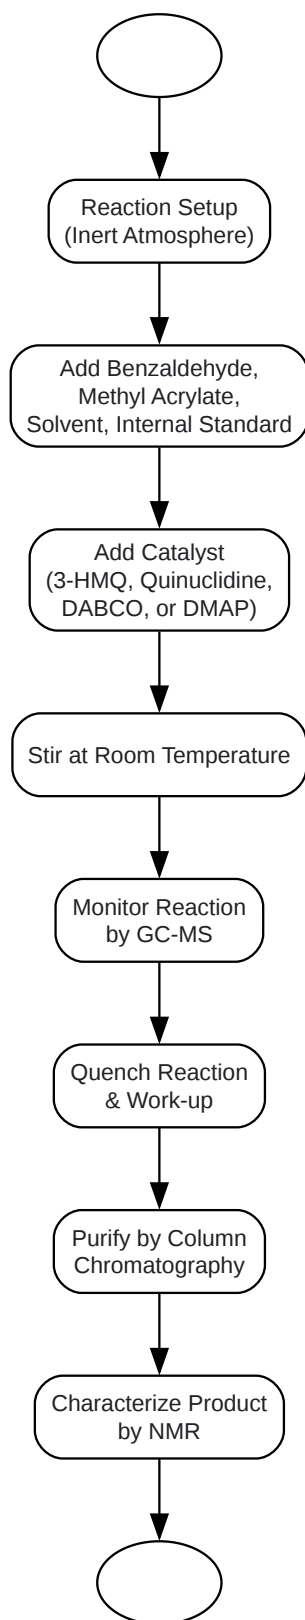 Reaction Setup
(Inert Atmosphere)
Add Benzaldehyde,
Methyl Acrylate,
Solvent, Internal Standard
Add Catalyst
(3-HMQ, Quinuclidine,
DABCO, or DMAP)
Stir at Room Temperature
Monitor Reaction
by GC-MS
Quench Reaction
& Work-up
Purify by Column
Chromatography
Characterize Product
by NMR